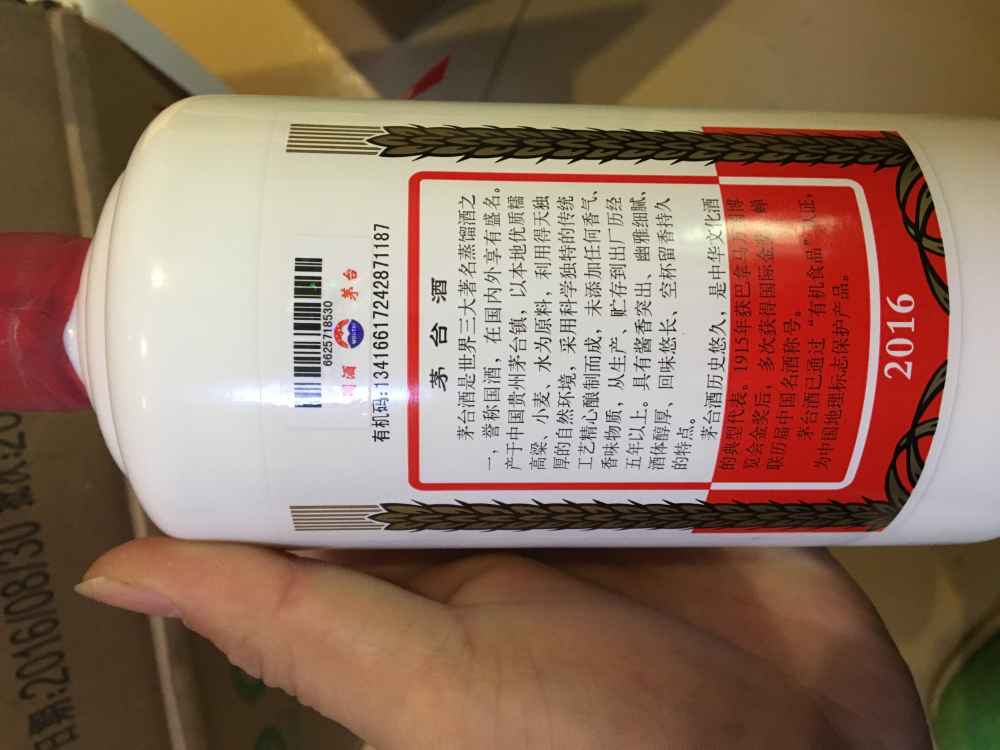 6625718530
国酒 茅台
有机码:13416617242871187
茅台酒
茅台酒是世界三大著名蒸馏酒之
一，誉称国酒，在国内外享有盛名。
产于中国贵州茅台镇，以本地优质糯
高粱、小麦、水为原料，利用得天独
厚的自然环境，采用科学独特的传统
工艺精心酿制而成，未添加任何香气、
香味物质，从生产、贮存到出厂历经
五年以上。具有酱香突出、幽雅细腻、
酒体醇厚、回味悠长、空杯留香持久
的特点。
茅台酒历史悠久，是中华文化酒
的典型代表。1915年获巴拿马万国博
览会金奖后，多次获得国际金奖，蝉
联历届中国名酒称号。
茅台酒已通过“有机食品”认证，
为中国地理标志保护产品。
2016
日期:2016/08/30